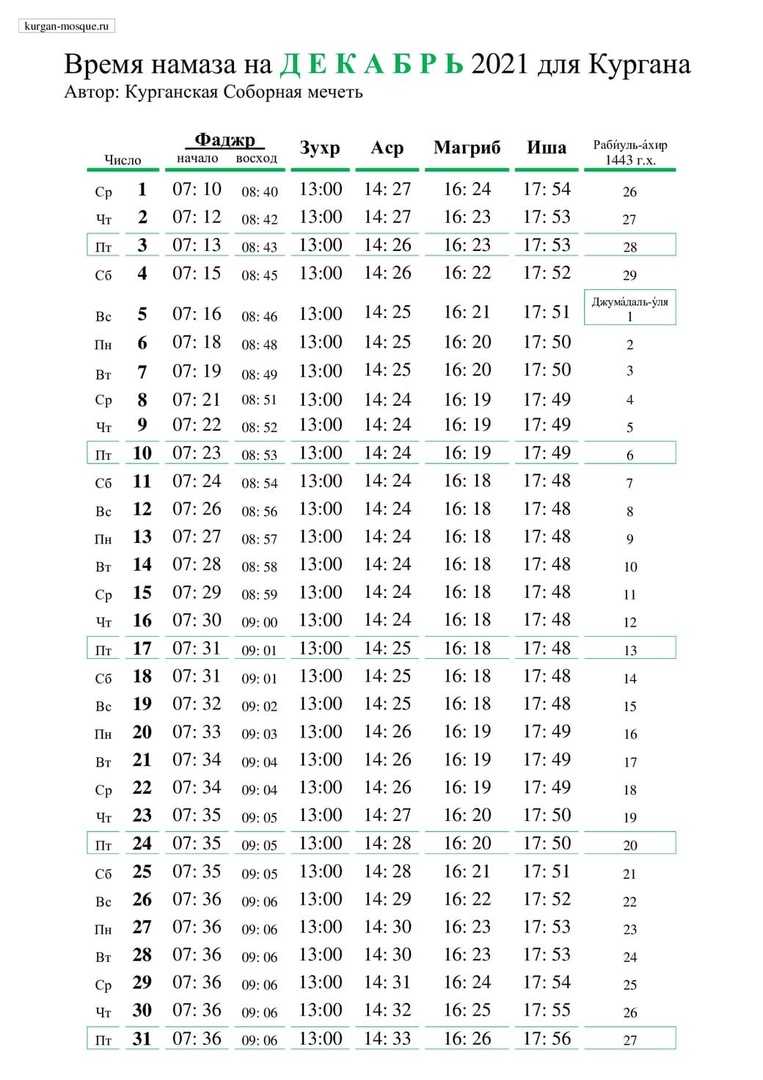 kurgan-mosque.ru
Время намаза на Д Е К А Б Р Ь 2021 для Кургана
Автор: Курганская Соборная мечеть
Число Фаджр начало восход Зухр Аср Магриб Иша Рабӣуль-а́хир 1443 г.х.
Ср 1 07: 10 08: 40 13:00 14: 27 16: 24 17: 54 26
Чт 2 07: 12 08: 42 13:00 14: 27 16: 23 17: 53 27
Пт 3 07: 13 08: 43 13:00 14: 26 16: 23 17: 53 28
Сб 4 07: 15 08: 45 13:00 14: 26 16: 22 17: 52 29
Вс 5 07: 16 08: 46 13:00 14: 25 16: 21 17: 51 Джума́даль-у́ля 1
Пн 6 07: 18 08: 48 13:00 14: 25 16: 20 17: 50 2
Вт 7 07: 19 08: 49 13:00 14: 25 16: 20 17: 50 3
Ср 8 07: 21 08: 51 13:00 14: 24 16: 19 17: 49 4
Чт 9 07: 22 08: 52 13:00 14: 24 16: 19 17: 49 5
Пт 10 07: 23 08: 53 13:00 14: 24 16: 19 17: 49 6
Сб 11 07: 24 08: 54 13:00 14: 24 16: 18 17: 48 7
Вс 12 07: 26 08: 56 13:00 14: 24 16: 18 17: 48 8
Пн 13 07: 27 08: 57 13:00 14: 24 16: 18 17: 48 9
Вт 14 07: 28 08: 58 13:00 14: 24 16: 18 17: 48 10
Ср 15 07: 29 08: 59 13:00 14: 24 16: 18 17: 48 11
Чт 16 07: 30 09: 00 13:00 14: 24 16: 18 17: 48 12
Пт 17 07: 31 09: 01 13:00 14: 25 16: 18 17: 48 13
Сб 18 07: 31 09: 01 13:00 14: 25 16: 18 17: 48 14
Вс 19 07: 32 09: 02 13:00 14: 25 16: 18 17: 48 15
Пн 20 07: 33 09: 03 13:00 14: 26 16: 19 17: 49 16
Вт 21 07: 34 09: 04 13:00 14: 26 16: 19 17: 49 17
Ср 22 07: 34 09: 04 13:00 14: 26 16: 19 17: 49 18
Чт 23 07: 35 09: 05 13:00 14: 27 16: 20 17: 50 19
Пт 24 07: 35 09: 05 13:00 14: 28 16: 20 17: 50 20
Сб 25 07: 35 09: 05 13:00 14: 28 16: 21 17: 51 21
Вс 26 07: 36 09: 06 13:00 14: 29 16: 22 17: 52 22
Пн 27 07: 36 09: 06 13:00 14: 30 16: 23 17: 53 23
Вт 28 07: 36 09: 06 13:00 14: 30 16: 23 17: 53 24
Ср 29 07: 36 09: 06 13:00 14: 31 16: 24 17: 54 25
Чт 30 07: 36 09: 06 13:00 14: 32 16: 25 17: 55 26
Пт 31 07: 36 09: 06 13:00 14: 33 16: 26 17: 56 27